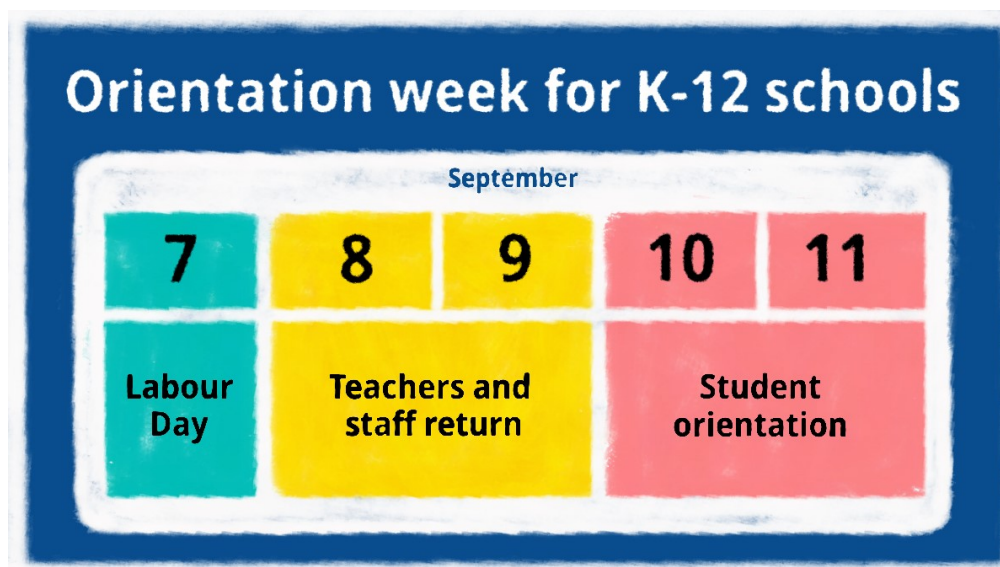 Orientation week for K-12 schools
September
7
8
9
10
11
Labour
Day
Teachers and
staff return
Student
orientation